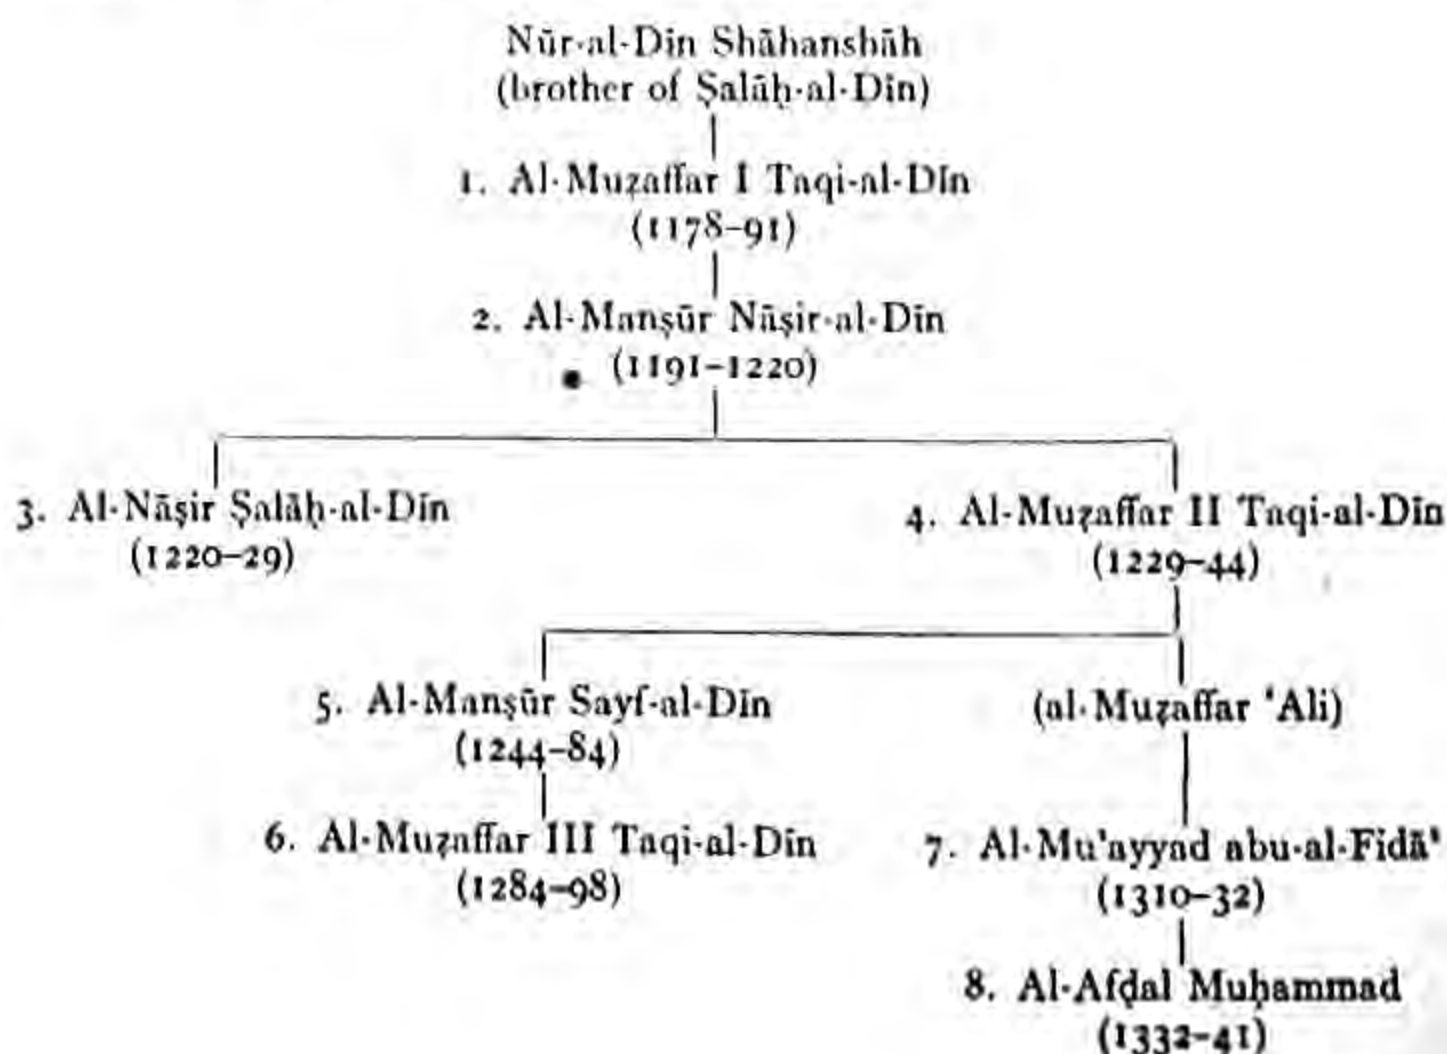 Nūr-al-Dīn Shāhanshāh
(brother of Ṣalāḥ-al-Dīn)
1. Al-Muẓaffar I Taqi-al-Dīn
(1178–91)
2. Al-Manṣūr Nāṣir-al-Dīn
(1191–1220)
3. Al-Nāṣir Ṣalāḥ-al-Dīn
(1220–29)
4. Al-Muẓaffar II Taqi-al-Dīn
(1229–44)
5. Al-Manṣūr Sayf-al-Dīn
(1244–84)
(al-Muẓaffar ‘Ali)
6. Al-Muẓaffar III Taqi-al-Dīn
(1284–98)
7. Al-Mu’ayyad abu-al-Fidā’
(1310–32)
8. Al-Afḍal Muḥammad
(1332–41)